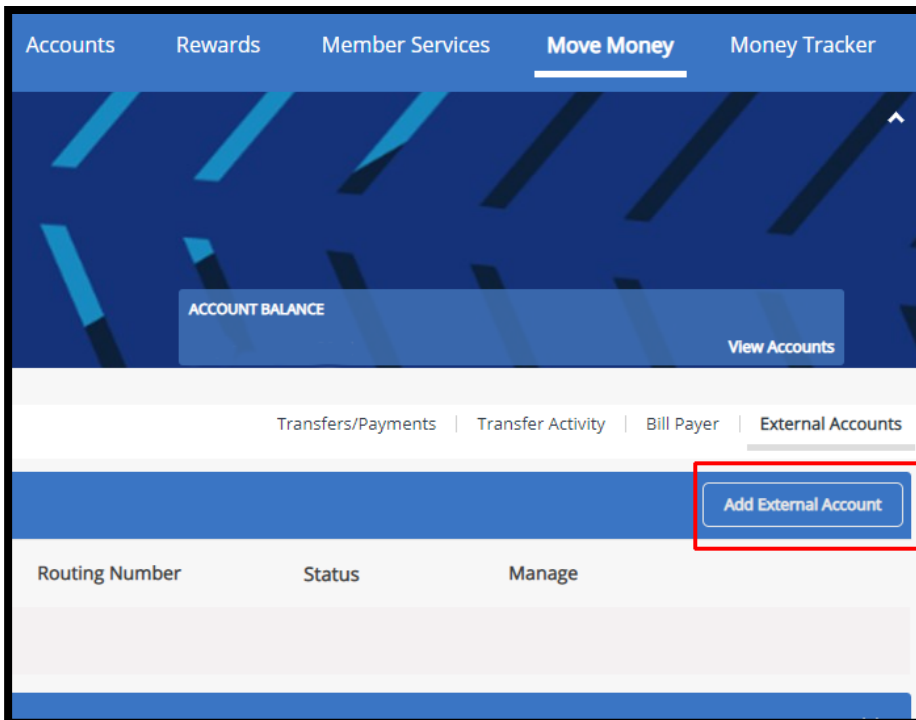 Accounts Rewards Member Services Move Money Money Tracker
ACCOUNT BALANCE
View Accounts
Transfers/Payments | Transfer Activity | Bill Payer | External Accounts
Add External Account
Routing Number Status Manage